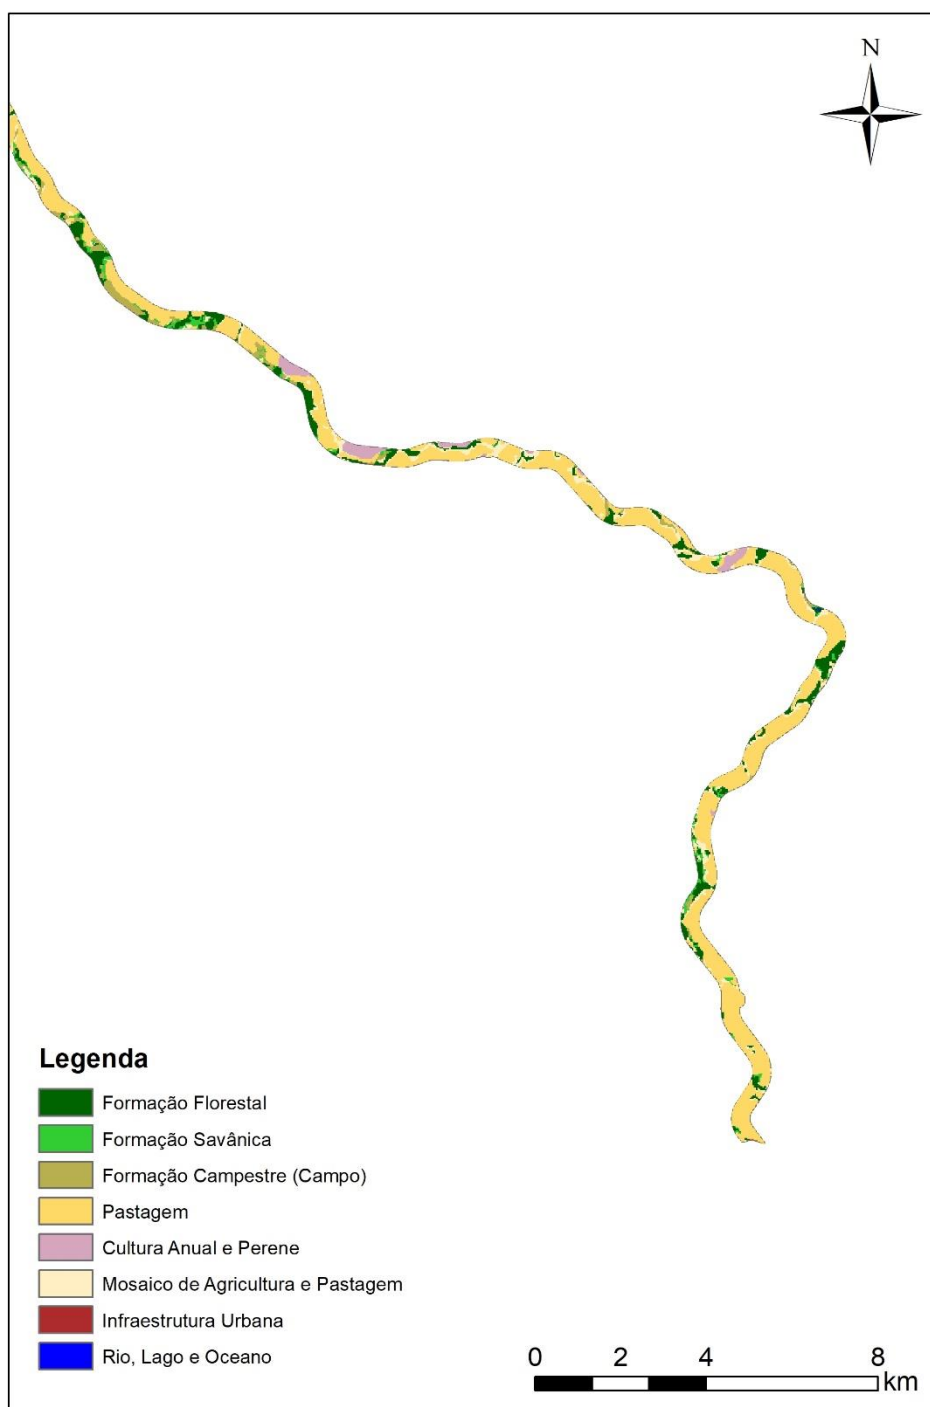 N
Legenda
Formação Florestal
Formação Savânica
Formação Campestre (Campo)
Pastagem
Cultura Anual e Perene
Mosaico de Agricultura e Pastagem
Infraestrutura Urbana
Rio, Lago e Oceano
0 2 4 8
km